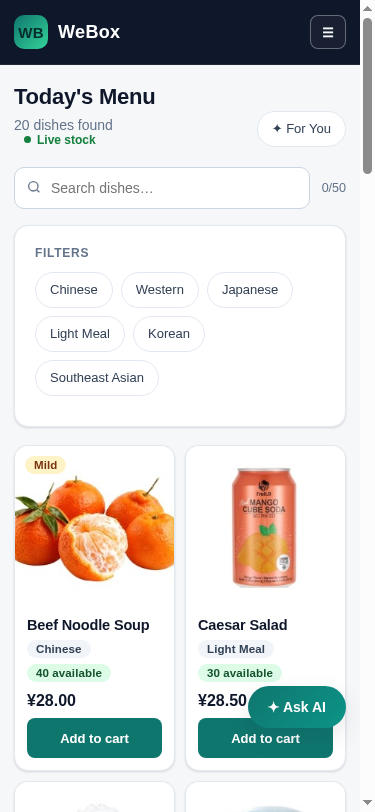 WB WeBox
Today's Menu
20 dishes found
Live stock
✦ For You
Search dishes…
0/50
FILTERS
Chinese
Western
Japanese
Light Meal
Korean
Southeast Asian
Mild
MANGO
CUBE SODA
Beef Noodle Soup
Chinese
40 available
¥28.00
Add to cart
Caesar Salad
Light Meal
30 available
¥28.50
Add to cart
✦ Ask AI